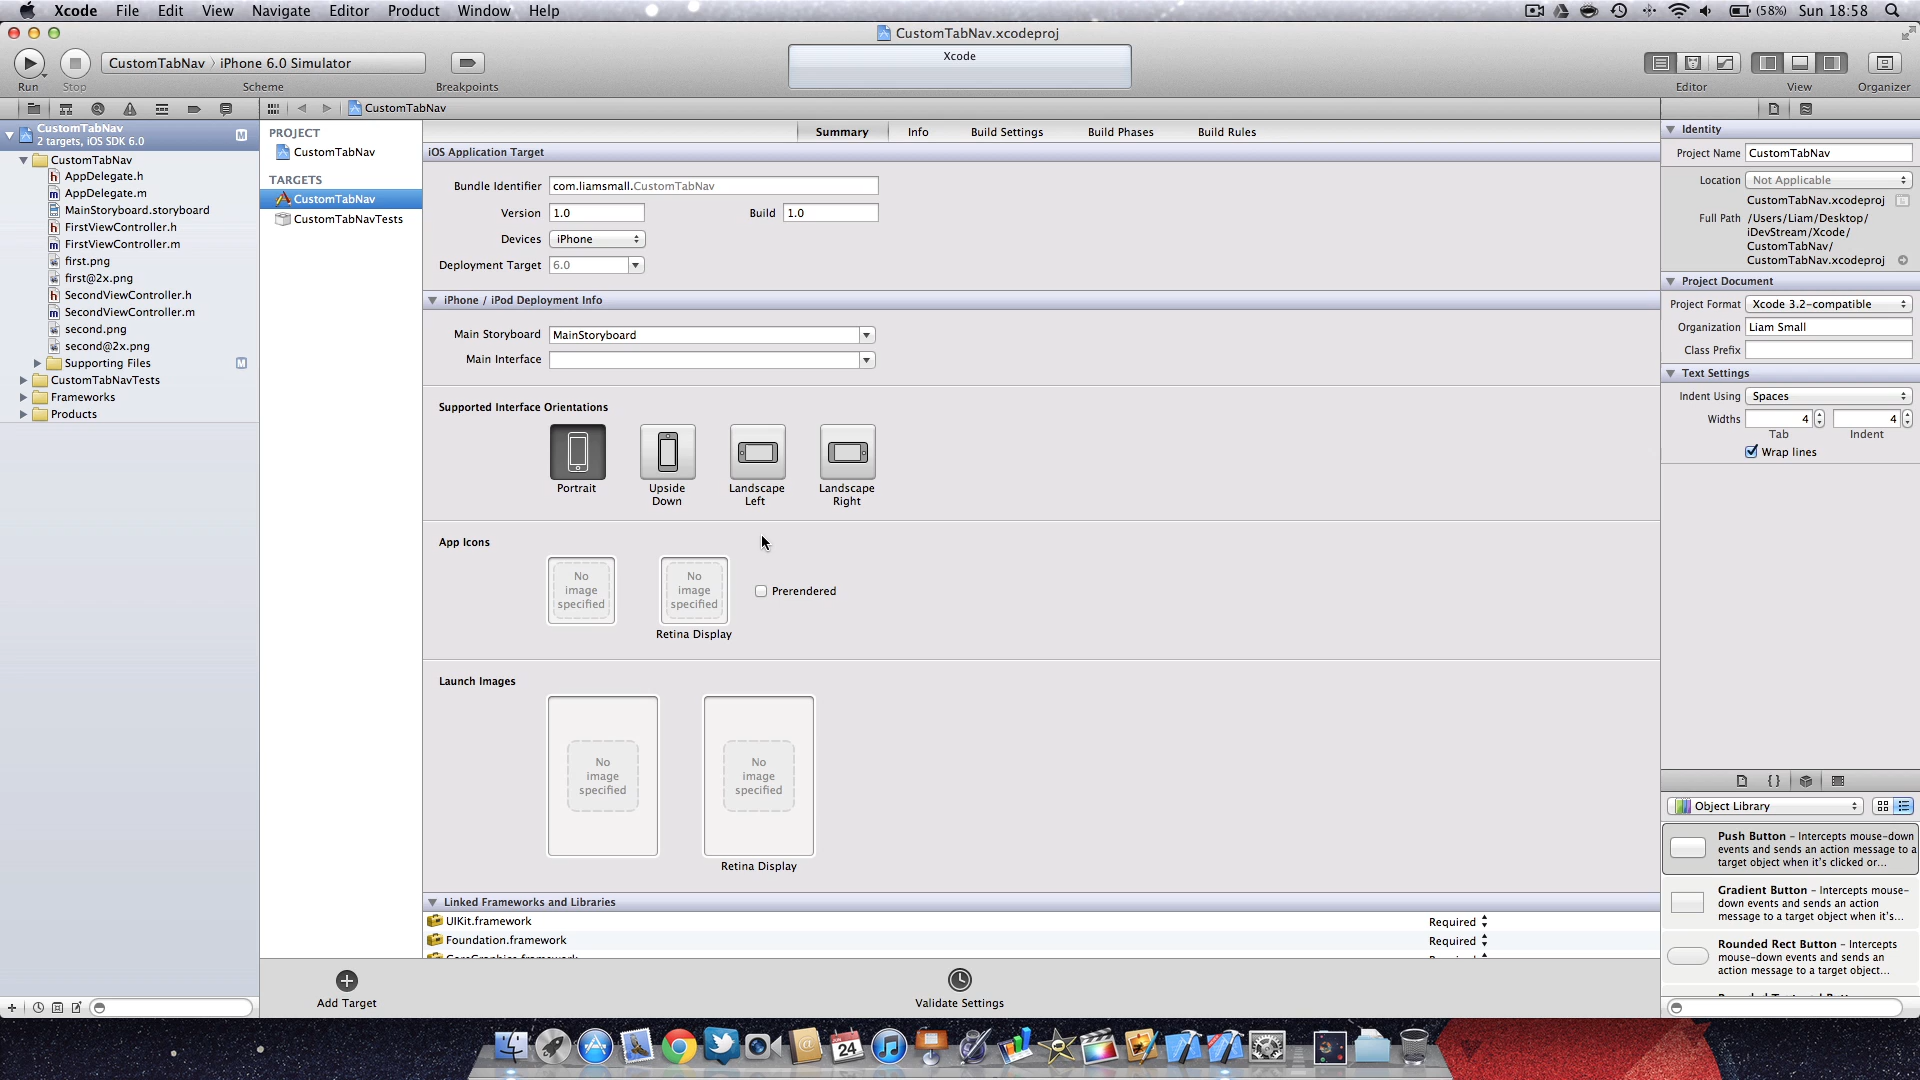 Xcode File Edit View Navigate Editor Product Window Help
(58%) Sun 18:58
CustomTabNav.xcodeproj
CustomTabNav 〉 iPhone 6.0 Simulator
Xcode
Run Stop Scheme Breakpoints Editor View Organizer
CustomTabNav
CustomTabNav M
2 targets, iOS SDK 6.0
CustomTabNav
AppDelegate.h
AppDelegate.m
MainStoryboard.storyboard
FirstViewController.h
FirstViewController.m
first.png
first@2x.png
SecondViewController.h
SecondViewController.m
second.png
second@2x.png
Supporting Files M
CustomTabNavTests
Frameworks
Products
PROJECT
CustomTabNav
TARGETS
CustomTabNav
CustomTabNavTests
Summary Info Build Settings Build Phases Build Rules
iOS Application Target
Bundle Identifier com.liamsmall.CustomTabNav
Version 1.0 Build 1.0
Devices iPhone
Deployment Target 6.0
iPhone / iPod Deployment Info
Main Storyboard MainStoryboard
Main Interface
Supported Interface Orientations
Portrait Upside Down Landscape Left Landscape Right
App Icons
No image specified No image specified
Prerendered
Retina Display
Launch Images
No image specified No image specified
Retina Display
Linked Frameworks and Libraries
UIKit.framework Required
Foundation.framework Required
Add Target Validate Settings
Identity
Project Name CustomTabNav
Location Not Applicable
CustomTabNav.xcodeproj
Full Path /Users/Liam/Desktop/
iDevStream/Xcode/
CustomTabNav/
CustomTabNav.xcodeproj
Project Document
Project Format Xcode 3.2-compatible
Organization Liam Small
Class Prefix
Text Settings
Indent Using Spaces
Widths 4 4
Tab Indent
Wrap lines
{ }
Object Library
Push Button - Intercepts mouse-down
events and sends an action message to a
target object when it's clicked or...
Gradient Button - Intercepts mouse-
down events and sends an action
message to a target object when it's...
Rounded Rect Button - Intercepts
mouse-down events and sends an
action message to a target object...
24